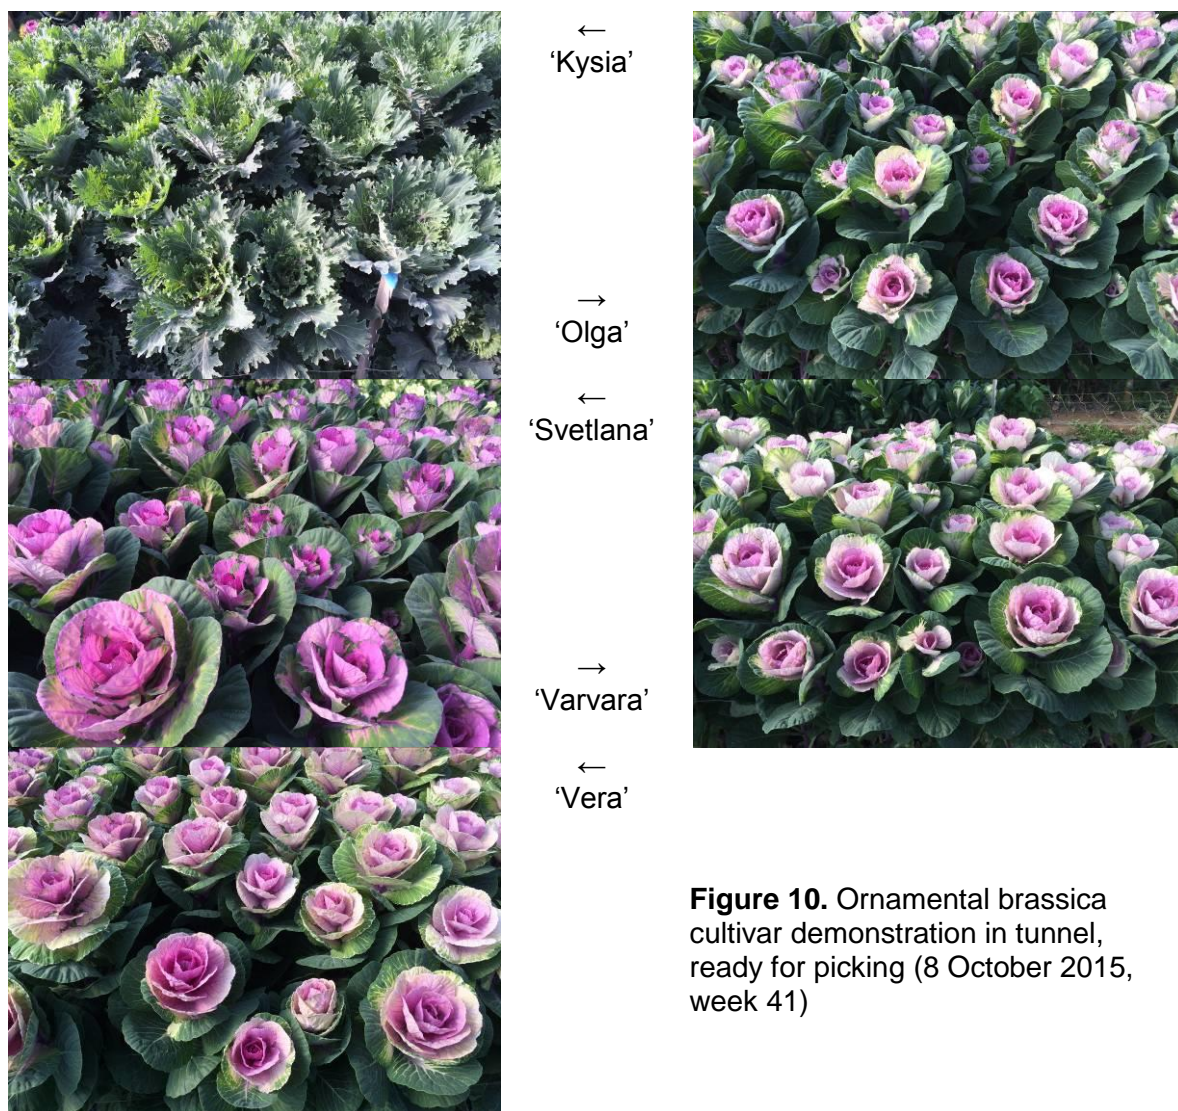 ←
‘Kysia’
→
‘Olga’
←
‘Svetlana’
→
‘Varvara’
←
‘Vera’
Figure 10. Ornamental brassica
cultivar demonstration in tunnel,
ready for picking (8 October 2015,
week 41)